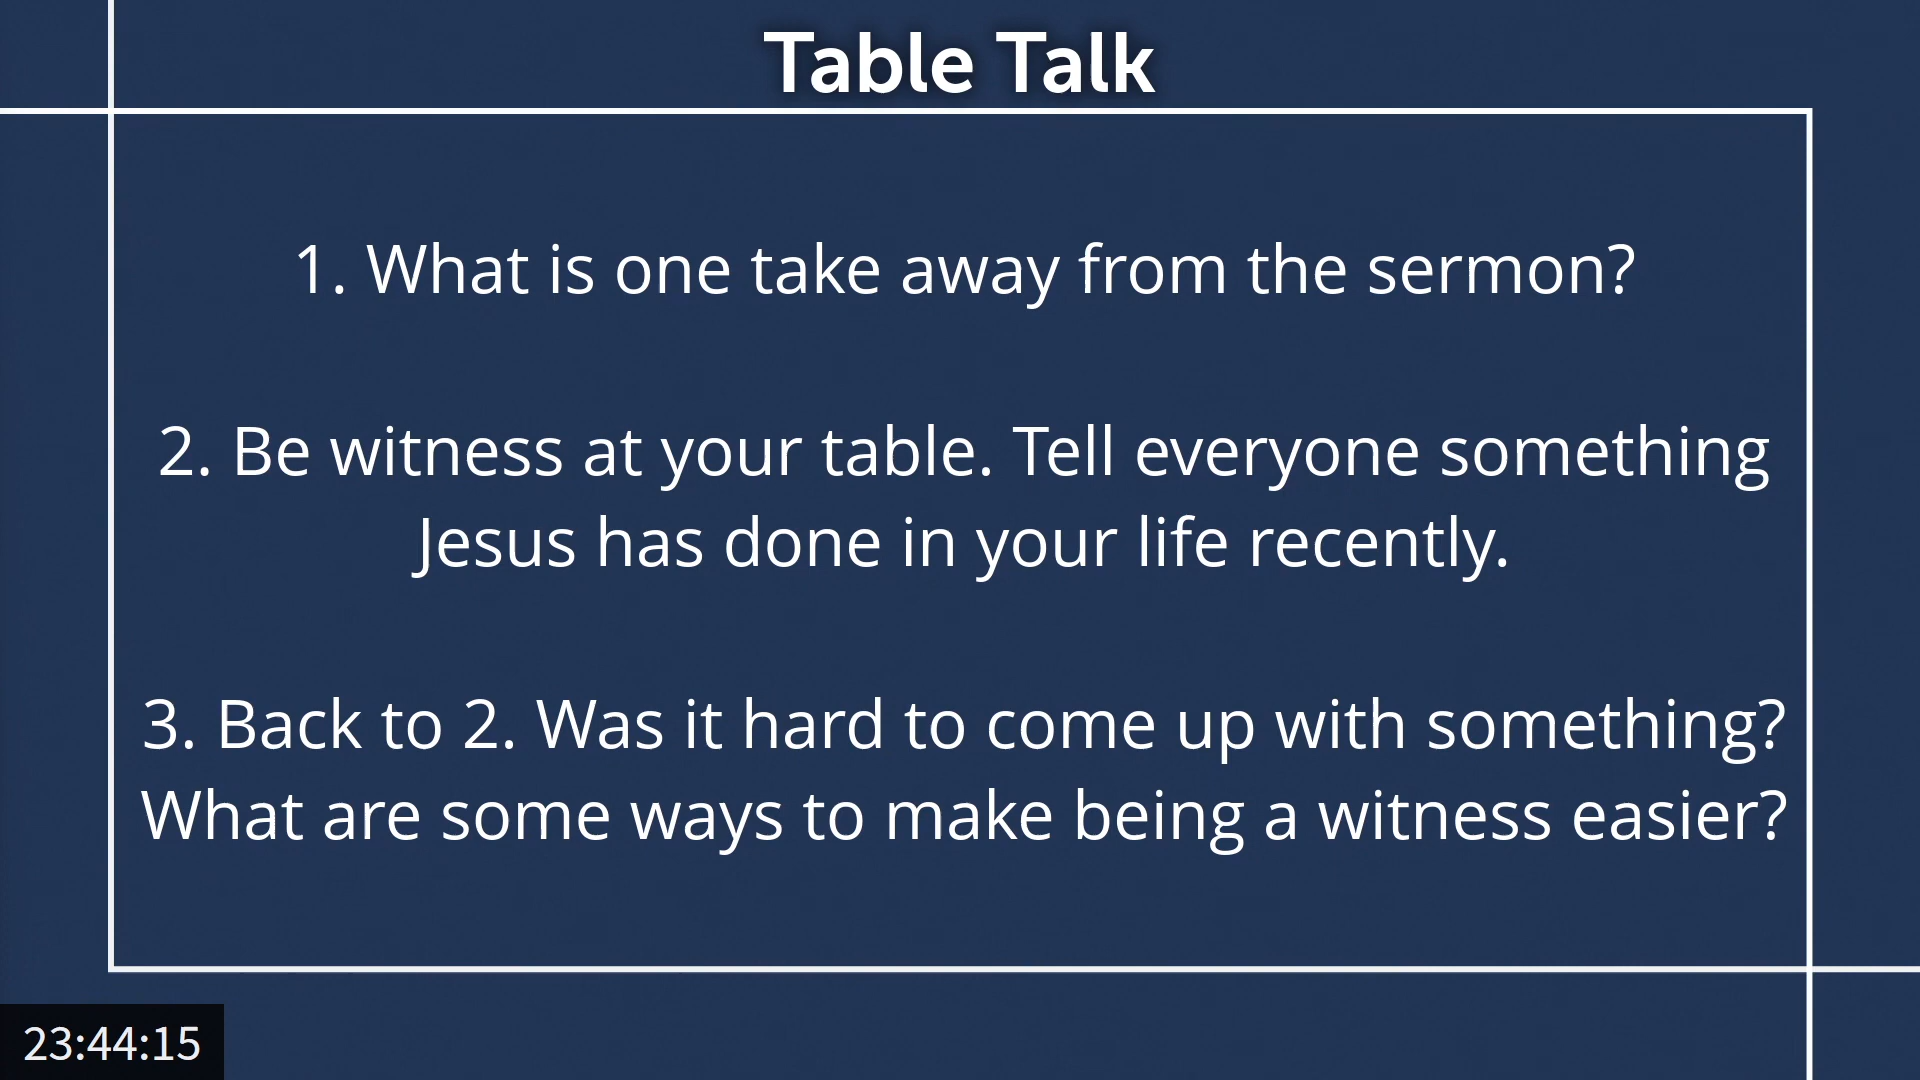 Table Talk
1. What is one take away from the sermon?
2. Be witness at your table. Tell everyone something
Jesus has done in your life recently.
3. Back to 2. Was it hard to come up with something?
What are some ways to make being a witness easier?
23:44:15